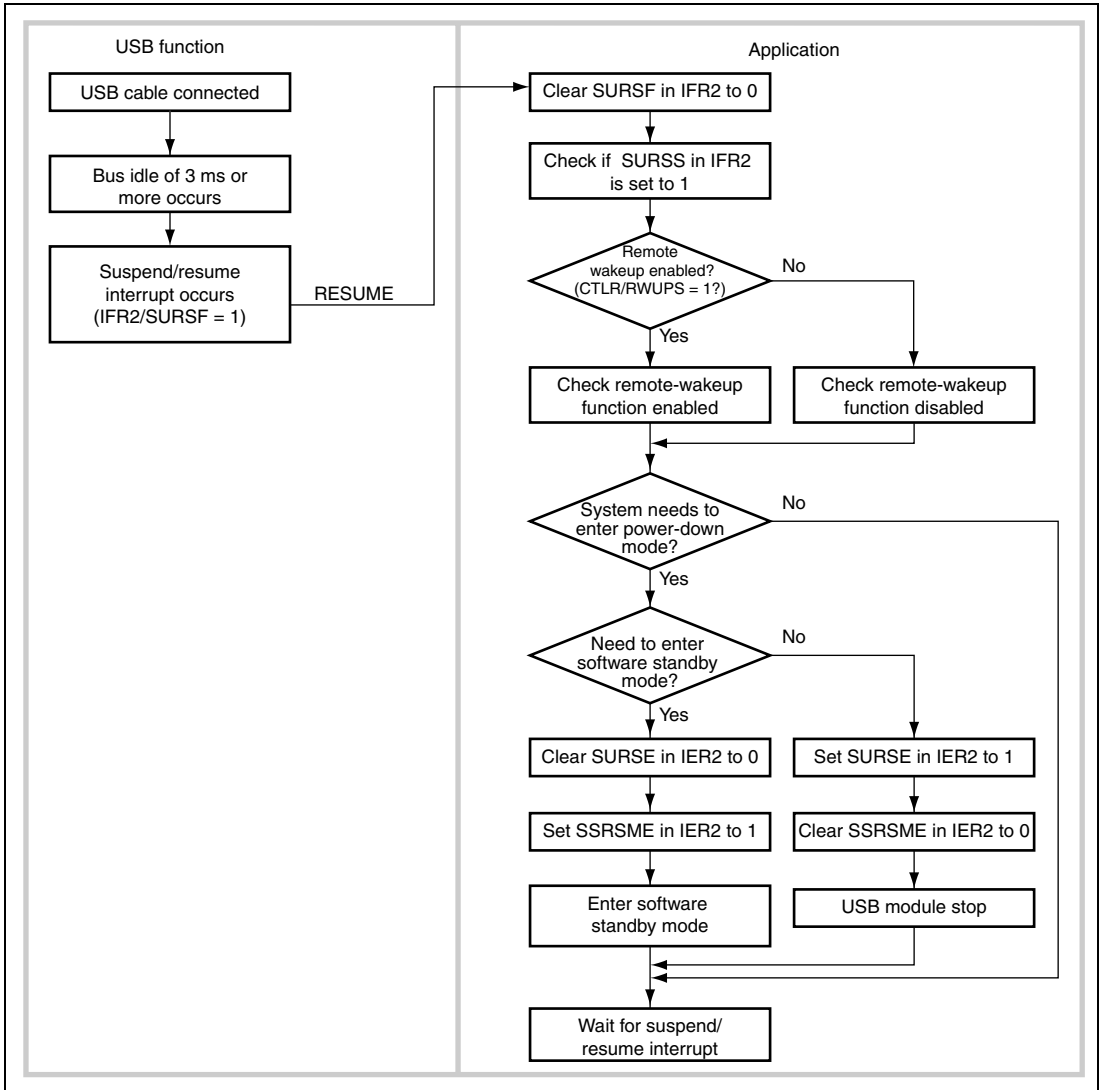 USB function
USB cable connected
Bus idle of 3 ms or
more occurs
Suspend/resume
interrupt occurs
(IFR2/SURSF = 1)
RESUME
Application
Clear SURSF in IFR2 to 0
Check if SURSS in IFR2
is set to 1
Remote
wakeup enabled?
(CTLR/RWUPS = 1?)
No
Yes
Check remote-wakeup
function enabled
Check remote-wakeup
function disabled
System needs to
enter power-down
mode?
No
Yes
Need to enter
software standby
mode?
No
Yes
Clear SURSE in IER2 to 0
Set SURSE in IER2 to 1
Set SSRSME in IER2 to 1
Clear SSRSME in IER2 to 0
Enter software
standby mode
USB module stop
Wait for suspend/
resume interrupt